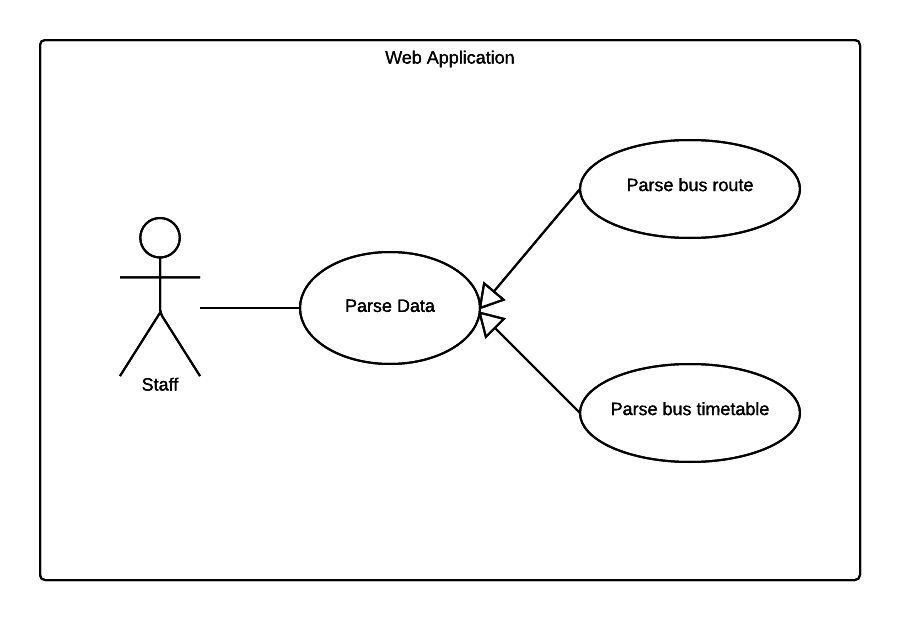 Web Application
Parse bus route
Parse Data
Staff
Parse bus timetable